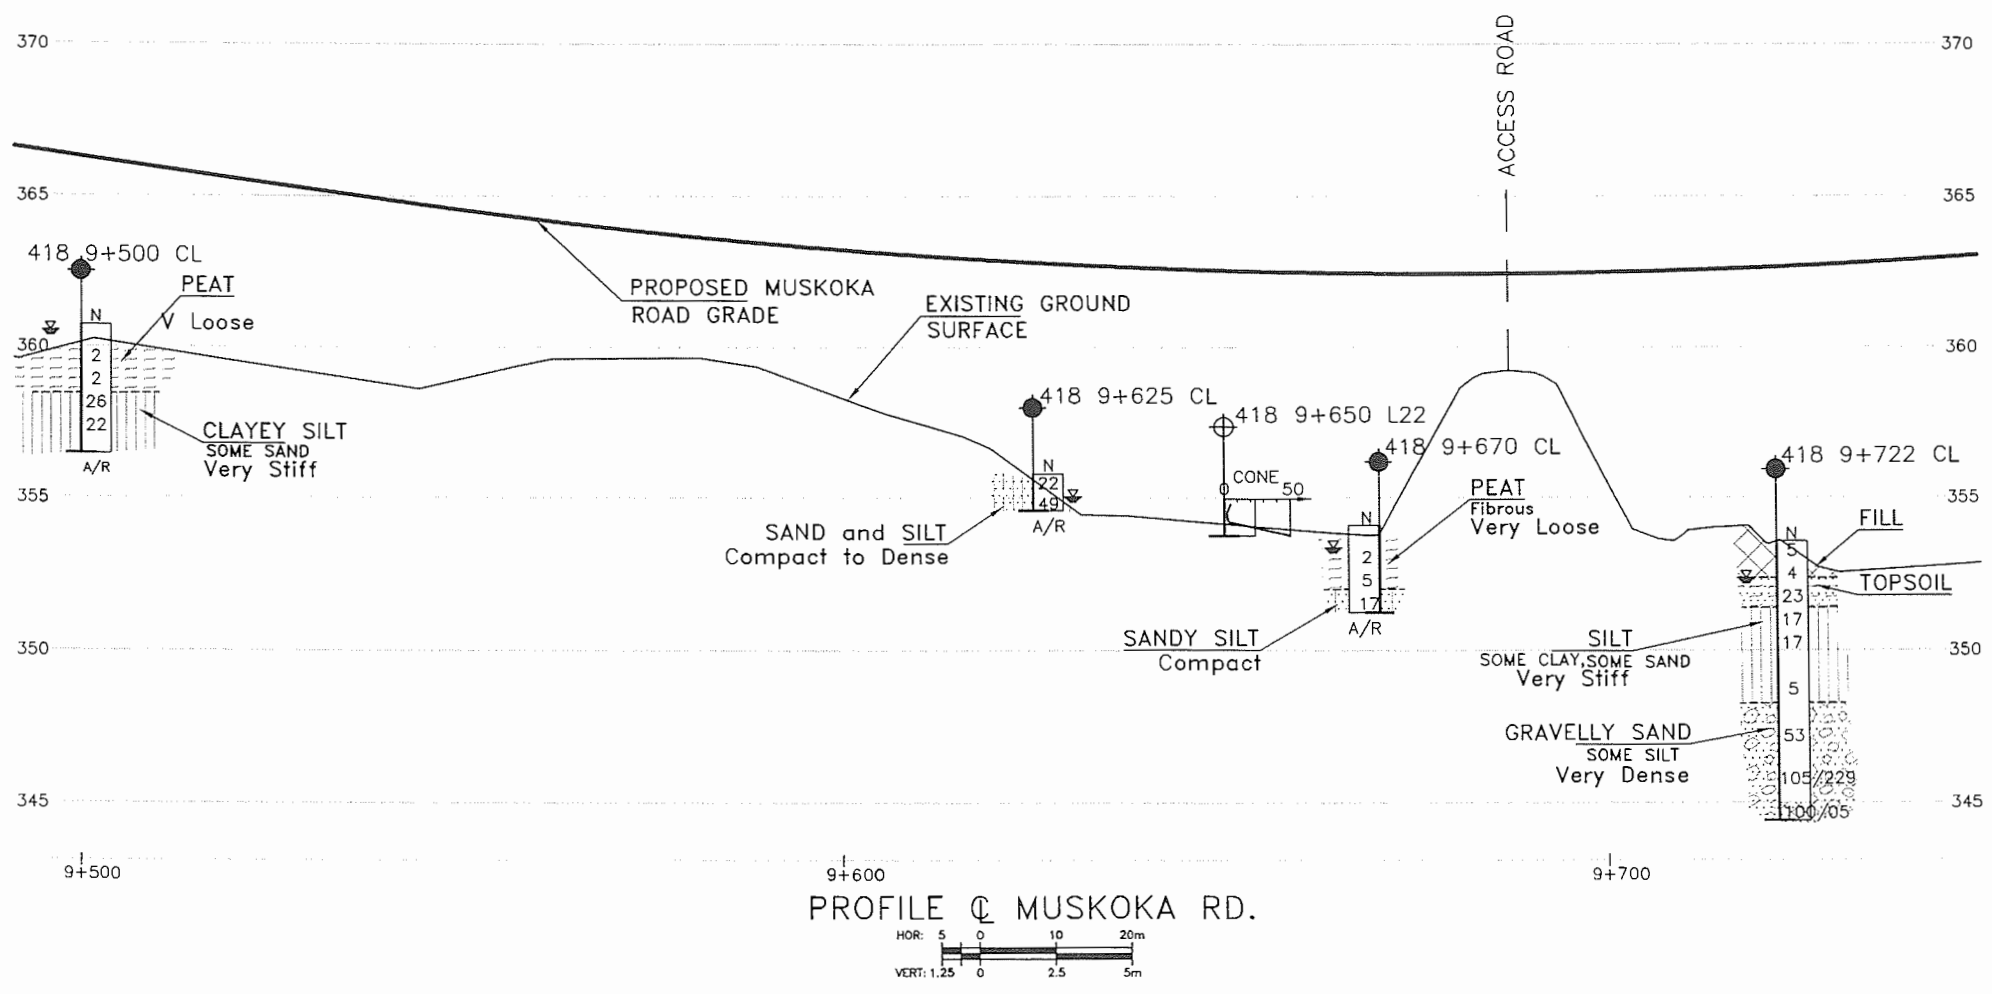 ACCESS ROAD
370 370
365 365
418 9+500 CL
PEAT
V Loose
PROPOSED MUSKOKA
ROAD GRADE
EXISTING GROUND
SURFACE
N
360 360
2
2
26
22
A/R
CLAYEY SILT
SOME SAND
Very Stiff
418 9+625 CL
N
22
49
A/R
SAND and SILT
Compact to Dense
418 9+650 L22
CONE
0 50
418 9+670 CL
N
2
5
17
A/R
PEAT
Fibrous
Very Loose
SANDY SILT
Compact
418 9+722 CL
355 355
N
5
4
23
17
17
5
53
105/.229
100/.05
FILL
TOPSOIL
SILT
SOME CLAY,SOME SAND
Very Stiff
350 350
GRAVELLY SAND
SOME SILT
Very Dense
345 345
9+500 9+600 9+700
PROFILE ℄ MUSKOKA RD.
HOR: 5 0 10 20m
VERT: 1.25 0 2.5 5m